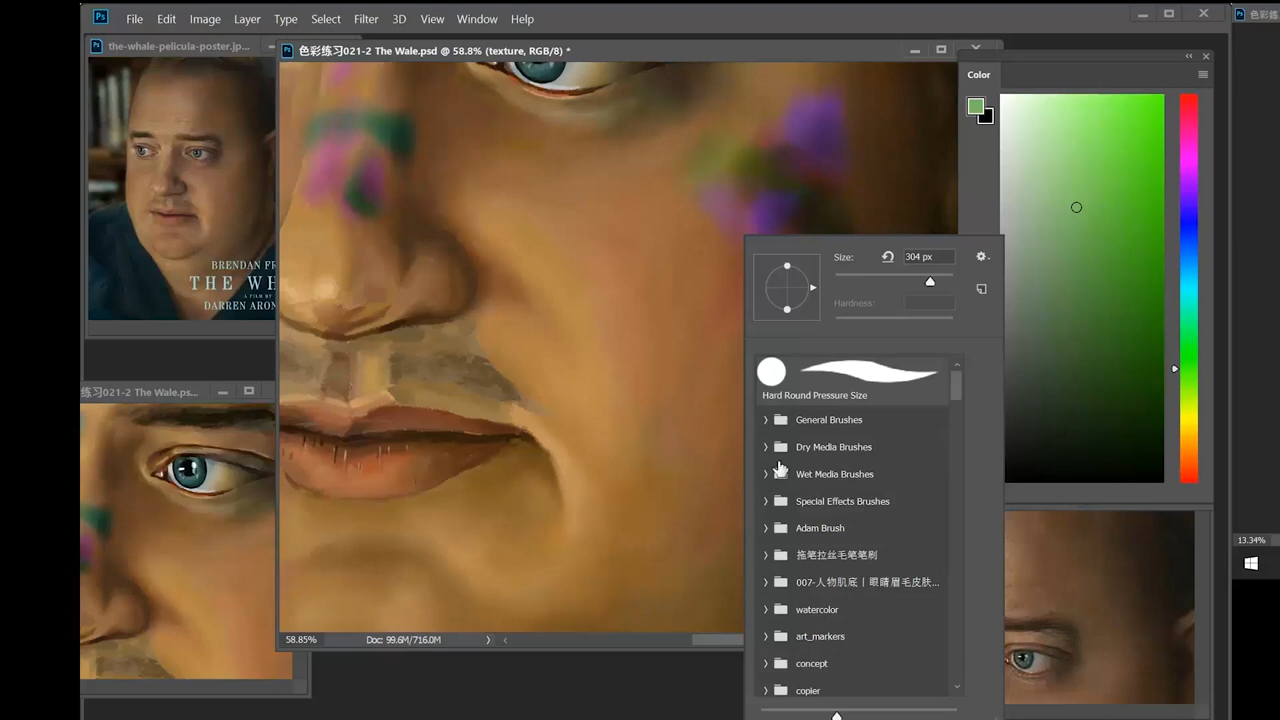 File Edit Image Layer Type Select Filter 3D View Window Help
the-whale-pelicula-poster.jp...
色彩练习021-2 The Wale.psd @ 58.8% (texture, RGB/8) *
色彩练
Color
BRENDAN FR
THE WH
A FILM BY
DARREN ARON
Size: 304 px
Hardness:
Hard Round Pressure Size
General Brushes
Dry Media Brushes
Wet Media Brushes
Special Effects Brushes
Adam Brush
拖笔拉丝毛笔笔刷
007-人物肌底丨眼睛眉毛皮肤...
watercolor
art_markers
concept
copier
练习021-2 The Wale.ps...
58.85% Doc: 99.6M/716.0M
13.34%